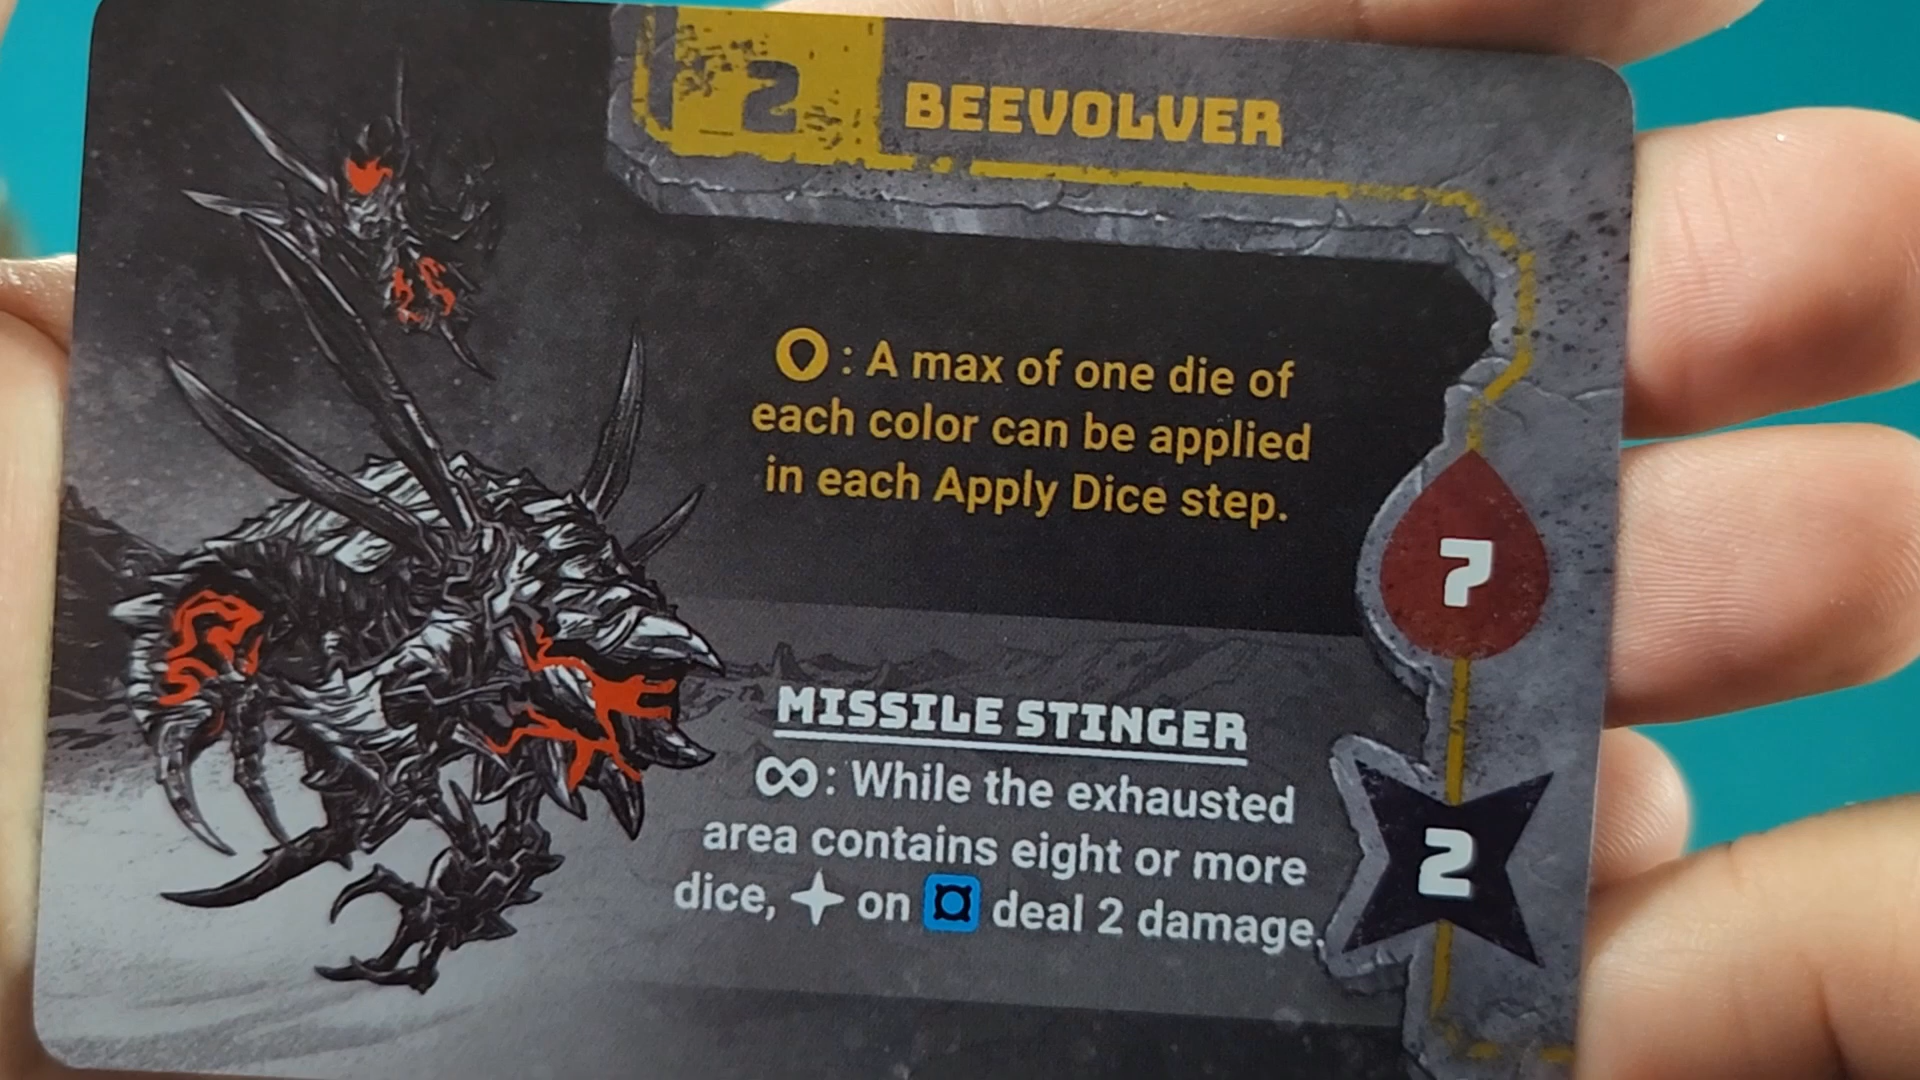 2 BEEVOLVER
: A max of one die of
each color can be applied
in each Apply Dice step.
7
MISSILE STINGER
∞: While the exhausted
area contains eight or more
dice, on deal 2 damage.
2